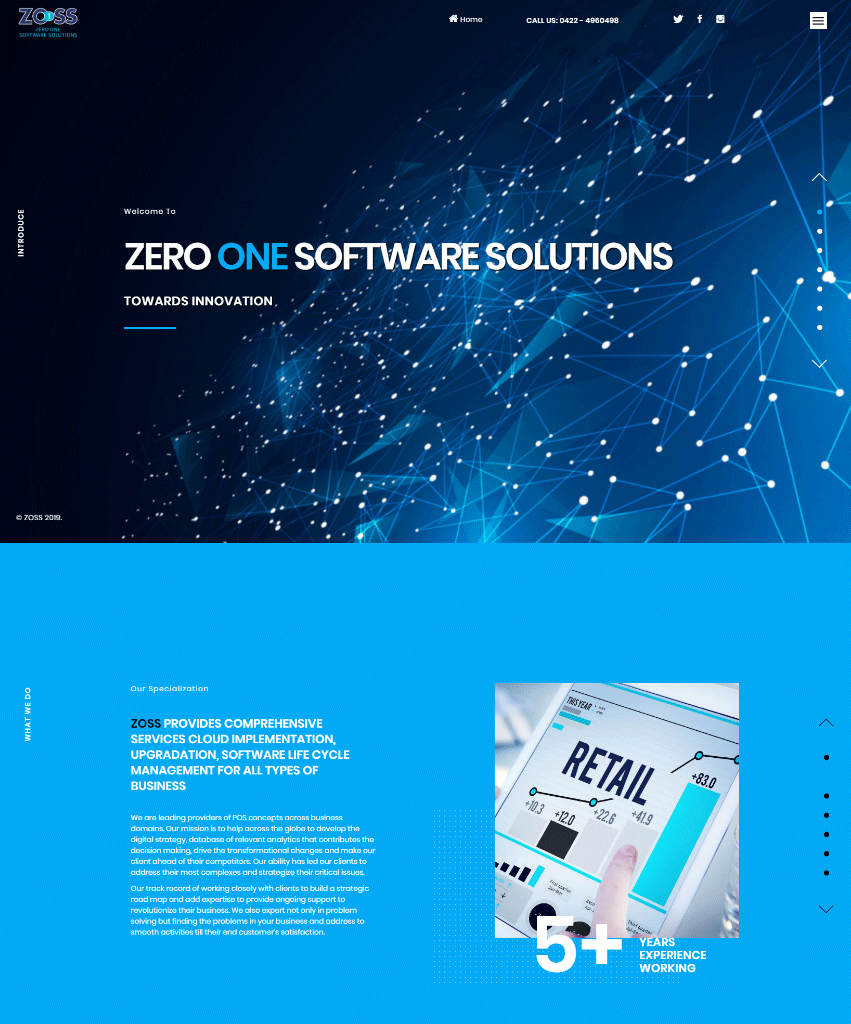 ZOSS
ZERO ONE
SOFTWARE SOLUTIONS
Home
CALL US: 0422 - 4960498
INTRODUCE
Welcome To
ZERO ONE SOFTWARE SOLUTIONS
TOWARDS INNOVATION
© ZOSS 2019.
WHAT WE DO
Our Specialization
ZOSS PROVIDES COMPREHENSIVE
SERVICES CLOUD IMPLEMENTATION,
UPGRADATION, SOFTWARE LIFE CYCLE
MANAGEMENT FOR ALL TYPES OF
BUSINESS
We are leading providers of POS concepts across business
domains. Our mission is to help across the globe to develop the
digital strategy, database of relevant analytics that contributes the
decision making, drive the transformational changes and make our
client ahead of their competitors. Our ability has led our clients to
address their most complexes and strategize their critical issues.
Our track record of working closely with clients to build a strategic
road map and add expertise to provide ongoing support to
revolutionize their business. We also expert not only in problem
solving but finding the problems in your business and address to
smooth activities till their end customer's satisfaction.
THIS YEAR
RETAIL
+83.0
+10.3
+12.0
+22.6
+41.9
5+
YEARS
EXPERIENCE
WORKING